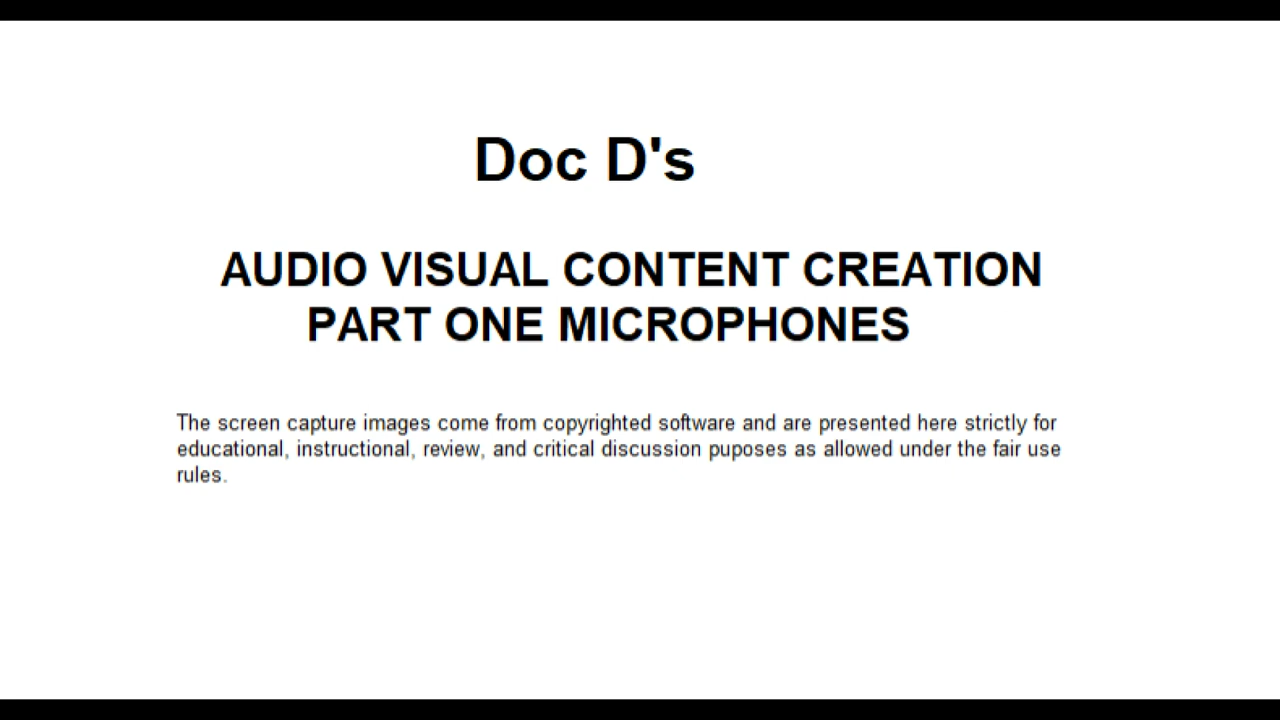 Doc D's
AUDIO VISUAL CONTENT CREATION
PART ONE MICROPHONES
The screen capture images come from copyrighted software and are presented here strictly for
educational, instructional, review, and critical discussion puposes as allowed under the fair use
rules.